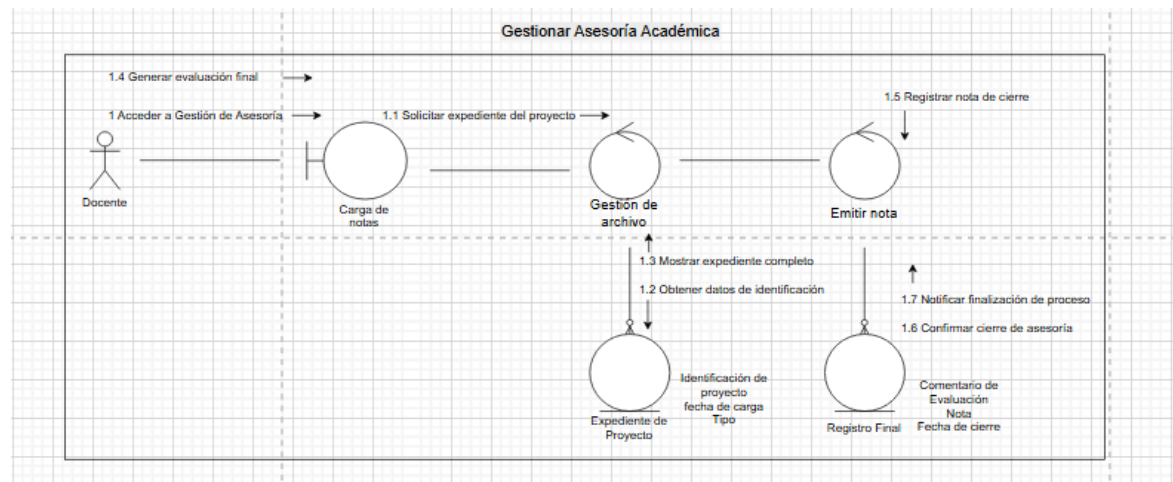 Gestionar Asesoría Académica
1.4 Generar evaluación final
1 Acceder a Gestión de Asesoría
1.1 Solicitar expediente del proyecto
1.5 Registrar nota de cierre
Docente
Carga de
notas
Gestión de
archivo
Emitir nota
1.3 Mostrar expediente completo
1.2 Obtener datos de identificación
1.7 Notificar finalización de proceso
1.6 Confirmar cierre de asesoría
Identificación de
proyecto
fecha de carga
Tipo
Expediente de
Proyecto
Registro Final
Comentario de
Evaluación
Nota
Fecha de cierre